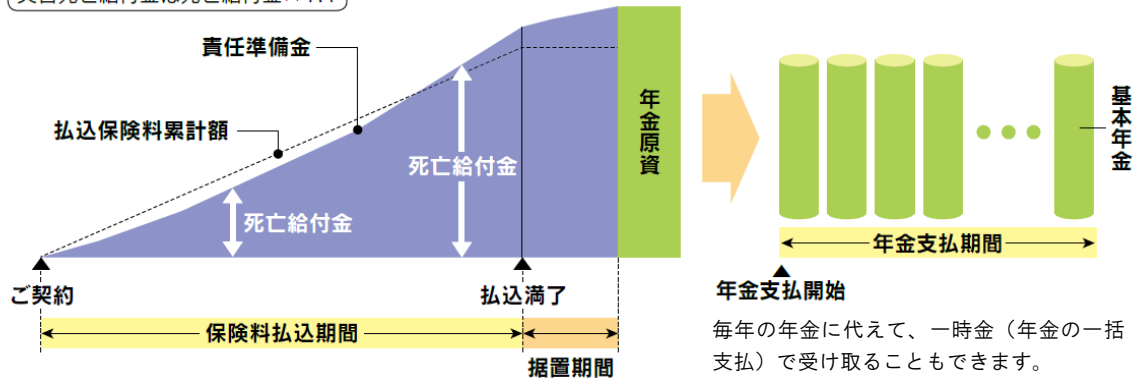 責任準備金
払込保険料累計額
死亡給付金
死亡給付金
年金原資
基本年金
年金支払期間
ご契約
払込満了
年金支払開始
保険料払込期間
据置期間
毎年の年金に代えて、一時金（年金の一括
支払）で受け取ることもできます。